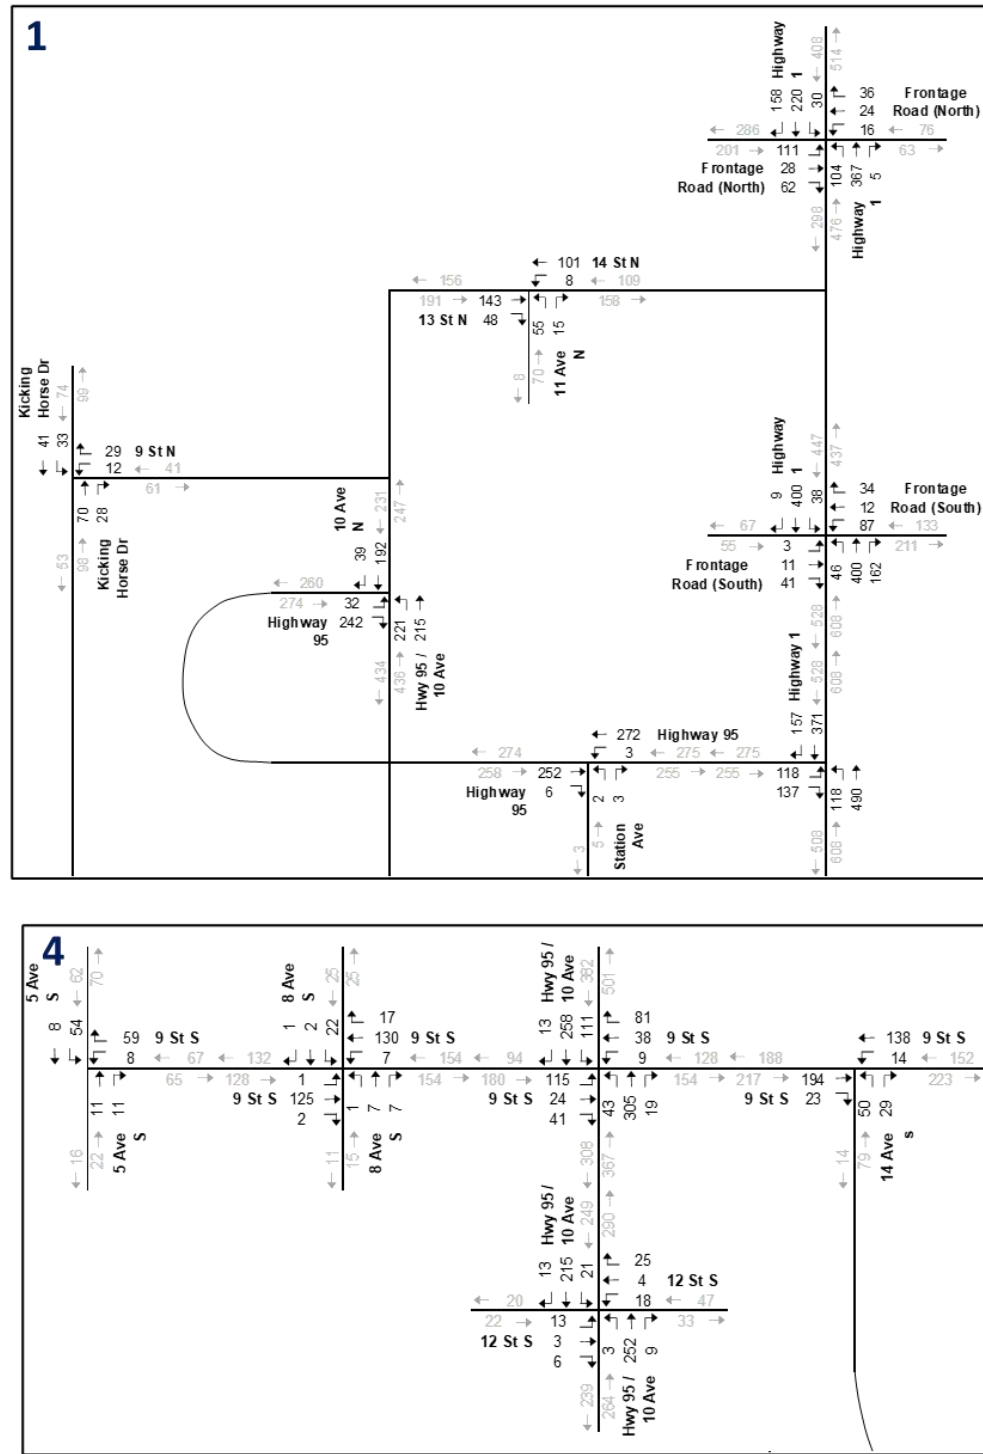 1
Highway
1
← 408
514 →
158
220
30
36 Frontage
24 Road (North)
16 ← 76
63 →
← 286
201 → 111
Frontage 28
Road (North) 62
104
367
5
← 298
476 →
Highway
1
← 101 14 St N
← 156
8 ← 109
191 → 143
158 →
13 St N 48
55
15
← 8
70 →
11 Ave
N
Kicking
Horse Dr
← 74
99 →
41
33
29 9 St N
12 ← 41
61 →
70
28
← 53
98 →
Kicking
Horse Dr
10 Ave
N
← 231
247 →
39
192
← 260
274 → 32
Highway 242
95
221
215
← 434
436 →
Hwy 95 /
10 Ave
Highway
1
← 447
437 →
9
400
38
34 Frontage
12 Road (South)
87 ← 133
211 →
← 67
55 → 3
Frontage 11
Road (South) 41
46
400
162
← 528
608 →
Highway 1
← 528
608 →
157
371
← 272 Highway 95
← 274
3 ← 275 ← 275
258 → 252
255 → 255 → 118
Highway 6
95
137
2
3
← 3
5 →
Station
Ave
118
490
← 508
608 →
4
5 Ave
S
← 62
70 →
8
54
59 9 St S
8 ← 67 ← 132
65 → 128 → 1
9 St S 125
2
11
11
← 16
22 →
5 Ave
S
8 Ave
S
← 25
25 →
1
2
22
17
130 9 St S
7 ← 154 ← 94
154 → 180 → 115
9 St S 24
41
1
7
7
← 11
15 →
8 Ave
S
Hwy 95 /
10 Ave
← 382
501 →
13
258
111
81
38 9 St S
9 ← 128 ← 188
154 → 217 → 194
9 St S 23
43
305
19
← 308
367 →
← 138 9 St S
14 ← 152
223 →
50
29
← 14
79 →
14 Ave
s
Hwy 95 /
10 Ave
← 249
290 →
13
215
21
25
4 12 St S
18 ← 47
33 →
← 20
22 → 13
12 St S 3
6
3
252
9
← 239
264 →
Hwy 95 /
10 Ave